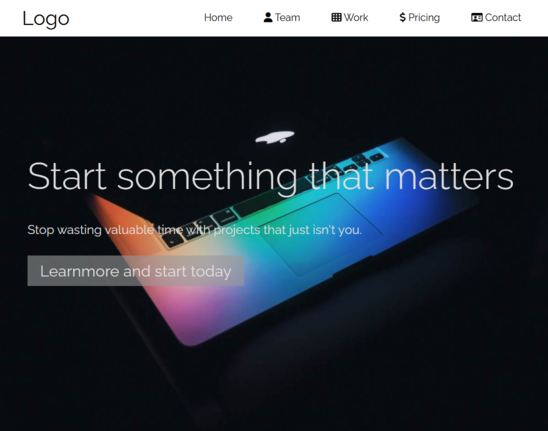 Logo
Home Team Work Pricing Contact
Start something that matters
Stop wasting valuable time with projects that just isn't you.
Learnmore and start today